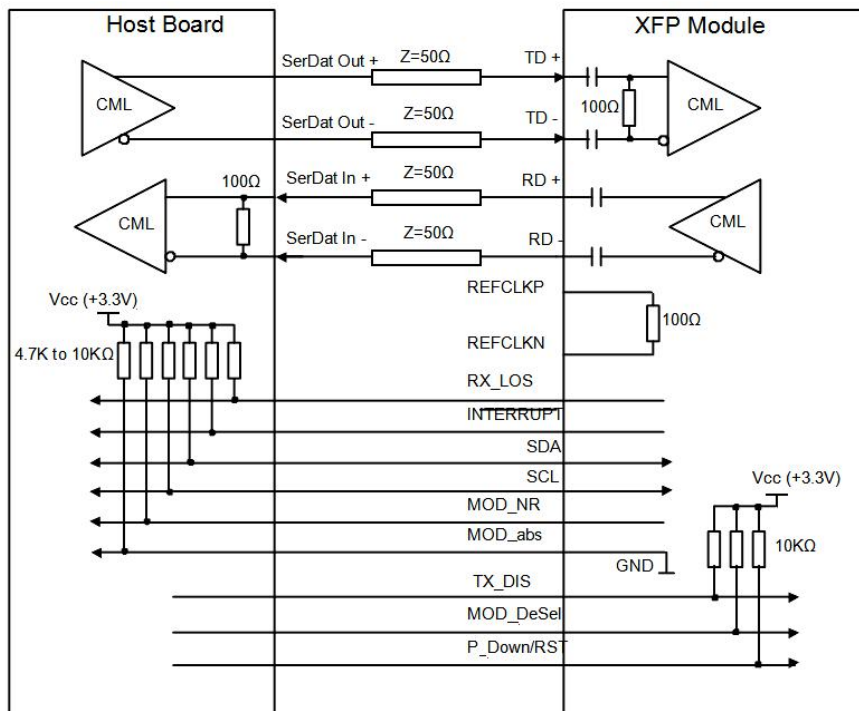 Host Board
XFP Module
SerDat Out +
Z=50Ω
TD +
CML
100Ω
CML
SerDat Out -
Z=50Ω
TD -
SerDat In +
Z=50Ω
RD +
100Ω
CML
CML
SerDat In -
Z=50Ω
RD -
REFCLKP
Vcc (+3.3V)
100Ω
4.7K to 10KΩ
REFCLKN
RX_LOS
INTERRUPT
SDA
SCL
Vcc (+3.3V)
MOD_NR
MOD_abs
10KΩ
GND
TX_DIS
MOD_DeSel
P_Down/RST